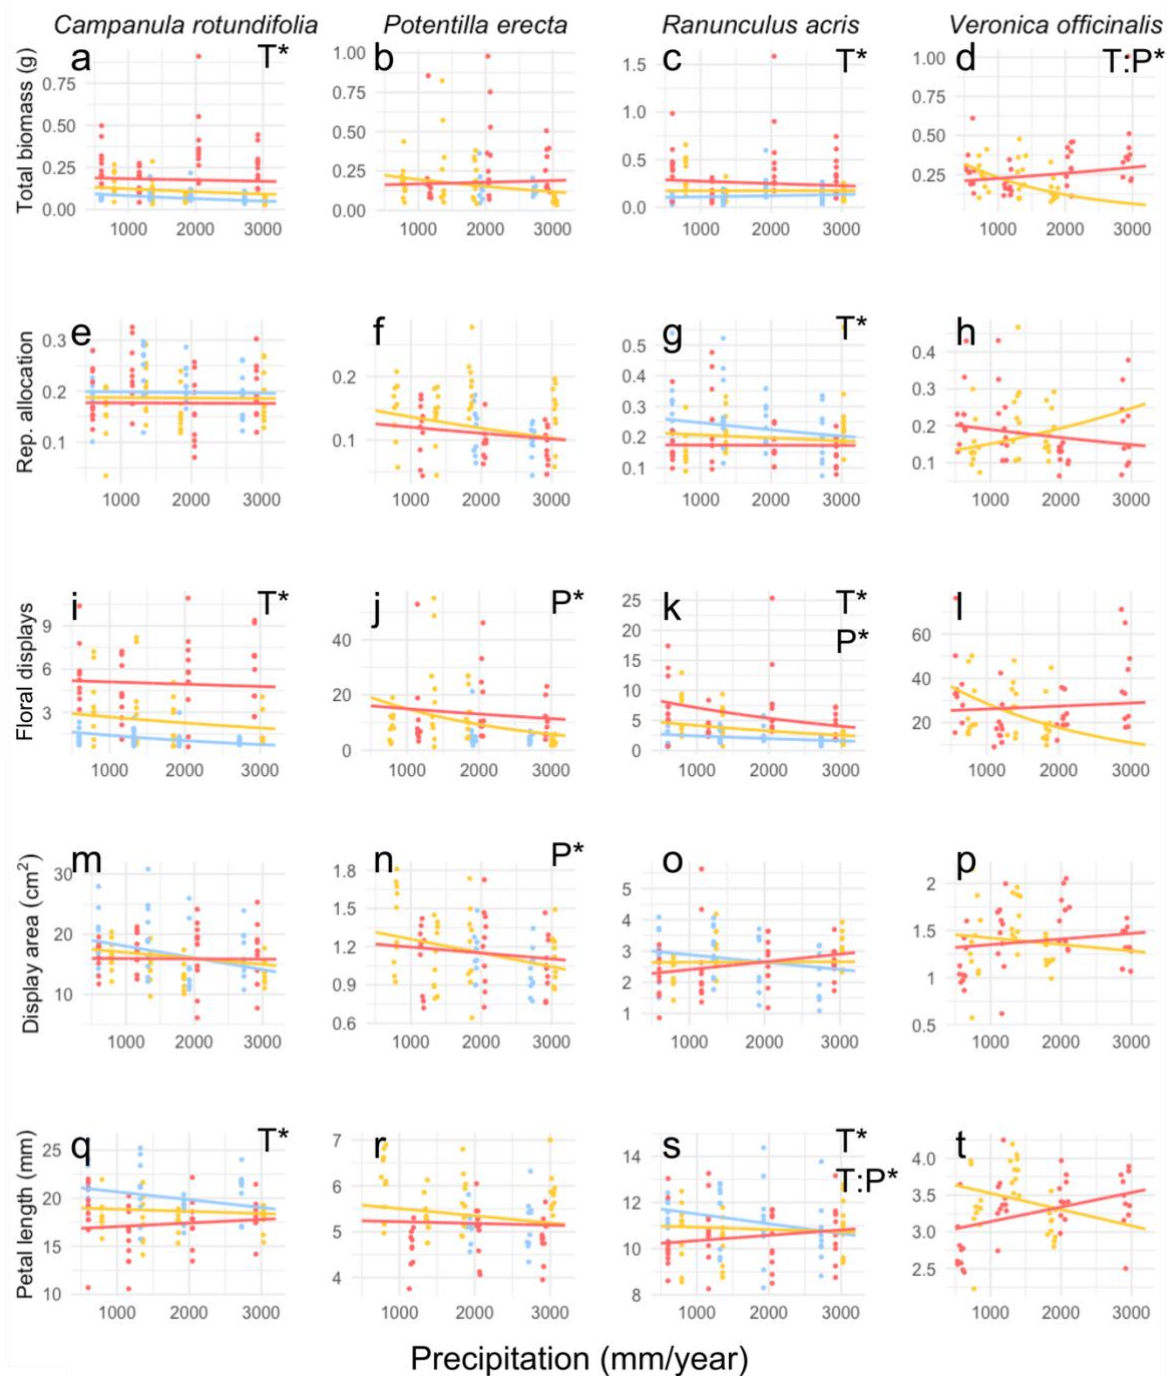 Campanula rotundifolia Potentilla erecta Ranunculus acris Veronica officinalis
Total biomass (g)
a T*
0.75
0.50
0.25
0.00
1000 2000 3000
b
1.00
0.75
0.50
0.25
0.00
1000 2000 3000
c T*
1.5
1.0
0.5
0.0
1000 2000 3000
d T:P*
1.00
0.75
0.50
0.25
1000 2000 3000
Rep. allocation
e
0.3
0.2
0.1
1000 2000 3000
f
0.2
0.1
1000 2000 3000
g T*
0.5
0.4
0.3
0.2
0.1
1000 2000 3000
h
0.4
0.3
0.2
0.1
1000 2000 3000
Floral displays
i T*
9
6
3
1000 2000 3000
j P*
40
20
0
1000 2000 3000
k T*
P*
25
20
15
10
5
0
1000 2000 3000
l
60
40
20
1000 2000 3000
Display area (cm²)
m
30
20
10
1000 2000 3000
n P*
1.8
1.5
1.2
0.9
0.6
1000 2000 3000
o
5
4
3
2
1
1000 2000 3000
p
2
1.5
1
0.5
1000 2000 3000
Petal length (mm)
q T*
25
20
15
10
1000 2000 3000
r
7
6
5
4
1000 2000 3000
s T*
T:P*
14
12
10
8
1000 2000 3000
t
4.0
3.5
3.0
2.5
1000 2000 3000
Precipitation (mm/year)